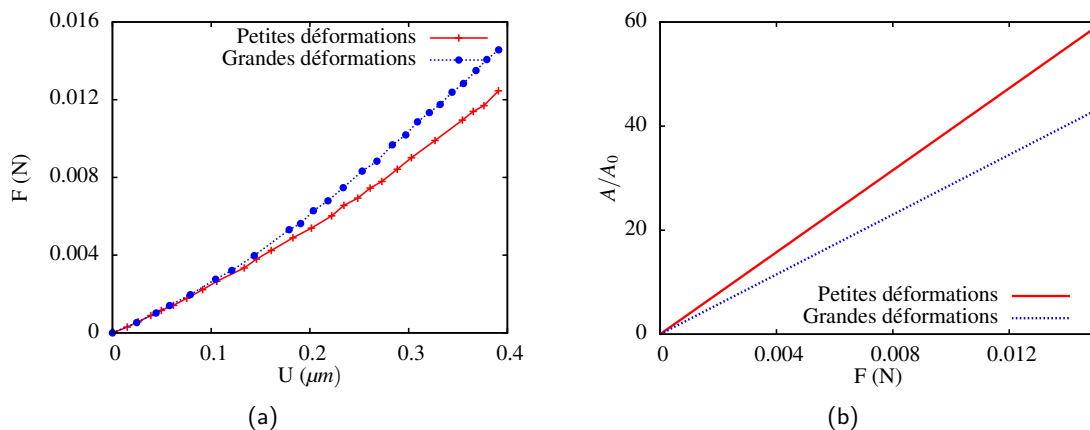 0.016
0.012
0.008
0.004
0
F (N)
Petites déformations
Grandes déformations
0 0.1 0.2 0.3 0.4
U (μm)
(a)
60
40
20
0
A/A₀
Petites déformations
Grandes déformations
0 0.004 0.008 0.012
F (N)
(b)